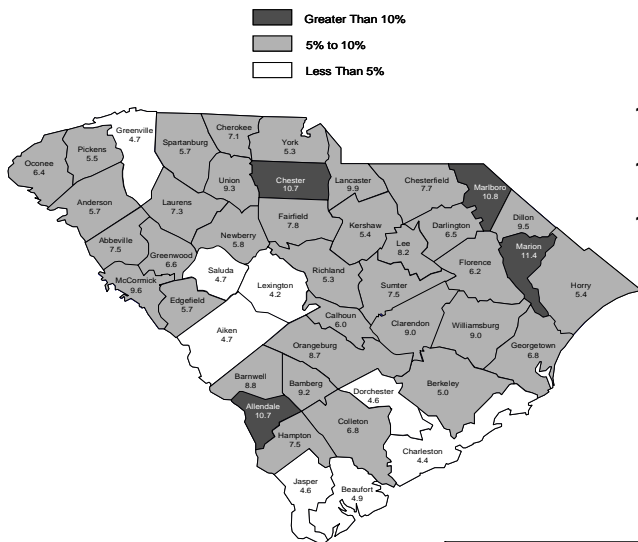 Greater Than 10%
5% to 10%
Less Than 5%
Cherokee
7.1
Greenville
4.7
Spartanburg
5.7
York
5.3
Pickens
5.5
Oconee
6.4
Union
9.3
Chester
10.7
Lancaster
9.9
Chesterfield
7.7
Marlboro
10.8
Anderson
5.7
Laurens
7.3
Fairfield
7.8
Kershaw
5.4
Darlington
6.5
Dillon
9.5
Abbeville
7.5
Greenwood
6.6
Newberry
5.8
Lee
8.2
Marion
11.4
Florence
6.2
Saluda
4.7
Lexington
4.2
Richland
5.3
Sumter
7.5
Horry
5.4
McCormick
9.6
Edgefield
5.7
Calhoun
6.0
Clarendon
9.0
Williamsburg
9.0
Aiken
4.7
Orangeburg
8.7
Georgetown
6.8
Barnwell
8.8
Bamberg
9.2
Dorchester
4.6
Berkeley
5.0
Allendale
10.7
Colleton
6.8
Hampton
7.5
Charleston
4.4
Jasper
4.6
Beaufort
4.9